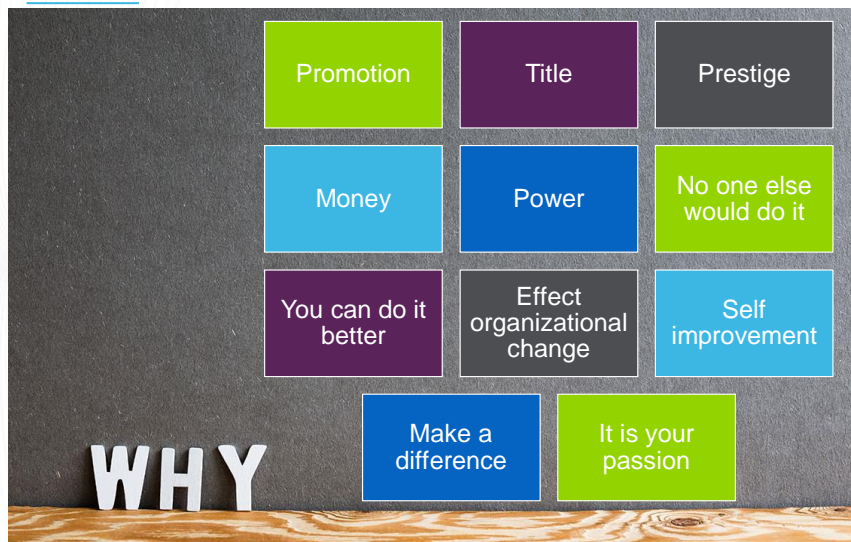 Promotion
Title
Prestige
Money
Power
No one else
would do it
You can do it
better
Effect
organizational
change
Self
improvement
Make a
difference
It is your
passion
WHY